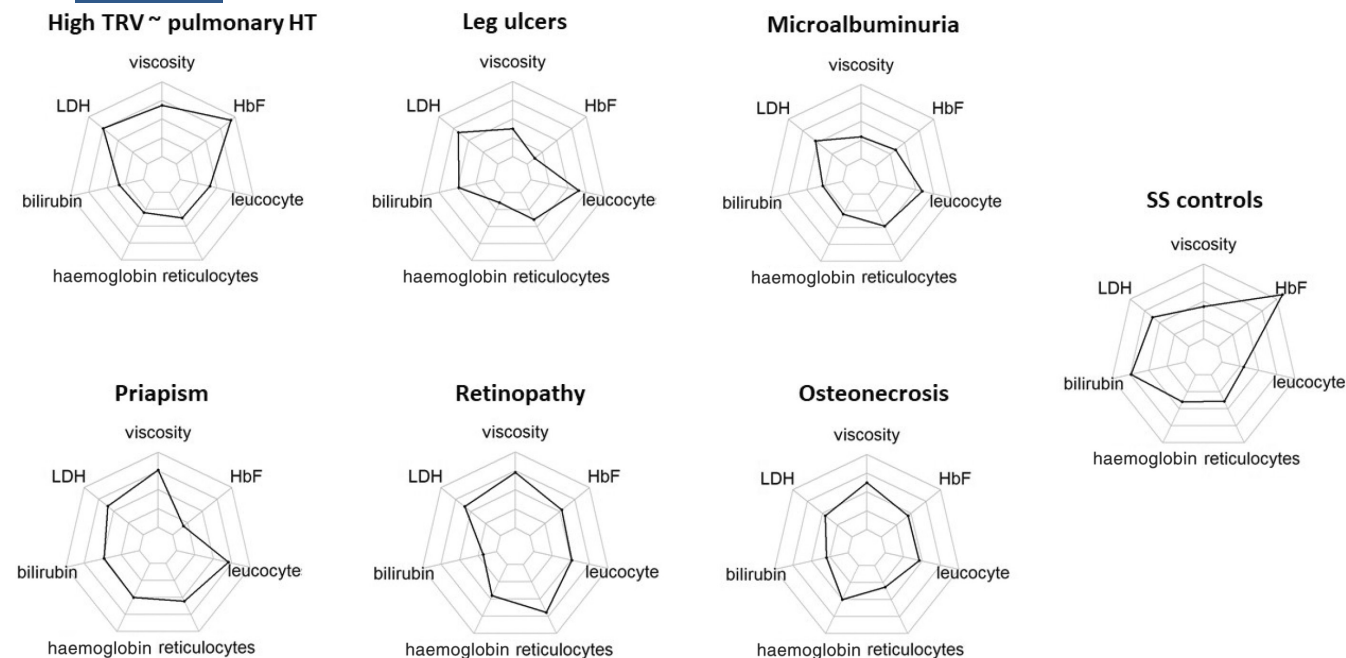 High TRV ~ pulmonary HT
viscosity
LDH
HbF
bilirubin
leucocyte
haemoglobin reticulocytes
Leg ulcers
viscosity
LDH
HbF
bilirubin
leucocyte
haemoglobin reticulocytes
Microalbuminuria
viscosity
LDH
HbF
bilirubin
leucocyte
haemoglobin reticulocytes
SS controls
viscosity
LDH
HbF
bilirubin
leucocyte
haemoglobin reticulocytes
Priapism
viscosity
LDH
HbF
bilirubin
leucocyte
haemoglobin reticulocytes
Retinopathy
viscosity
LDH
HbF
bilirubin
leucocyte
haemoglobin reticulocytes
Osteonecrosis
viscosity
LDH
HbF
bilirubin
leucocyte
haemoglobin reticulocytes